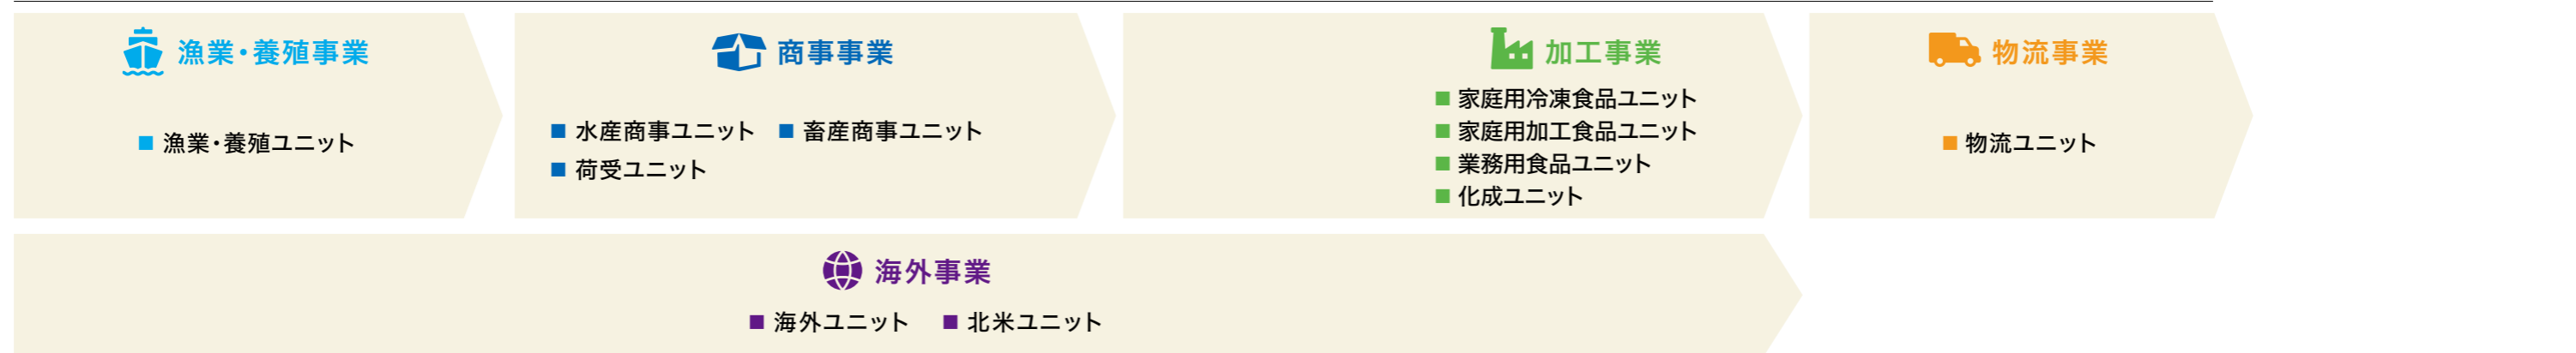 漁業・養殖事業
漁業・養殖ユニット
商事事業
水産商事ユニット 畜産商事ユニット
荷受ユニット
加工事業
家庭用冷凍食品ユニット
家庭用加工食品ユニット
業務用食品ユニット
化成ユニット
物流事業
物流ユニット
海外事業
海外ユニット 北米ユニット